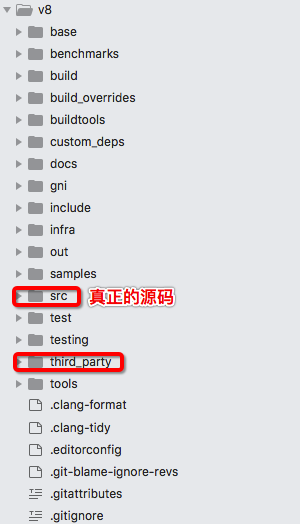 v8
base
benchmarks
build
build_overrides
buildtools
custom_deps
docs
gni
include
infra
out
samples
src 真正的源码
test
testing
third_party
tools
.clang-format
.clang-tidy
.editorconfig
.git-blame-ignore-revs
.gitattributes
.gitignore